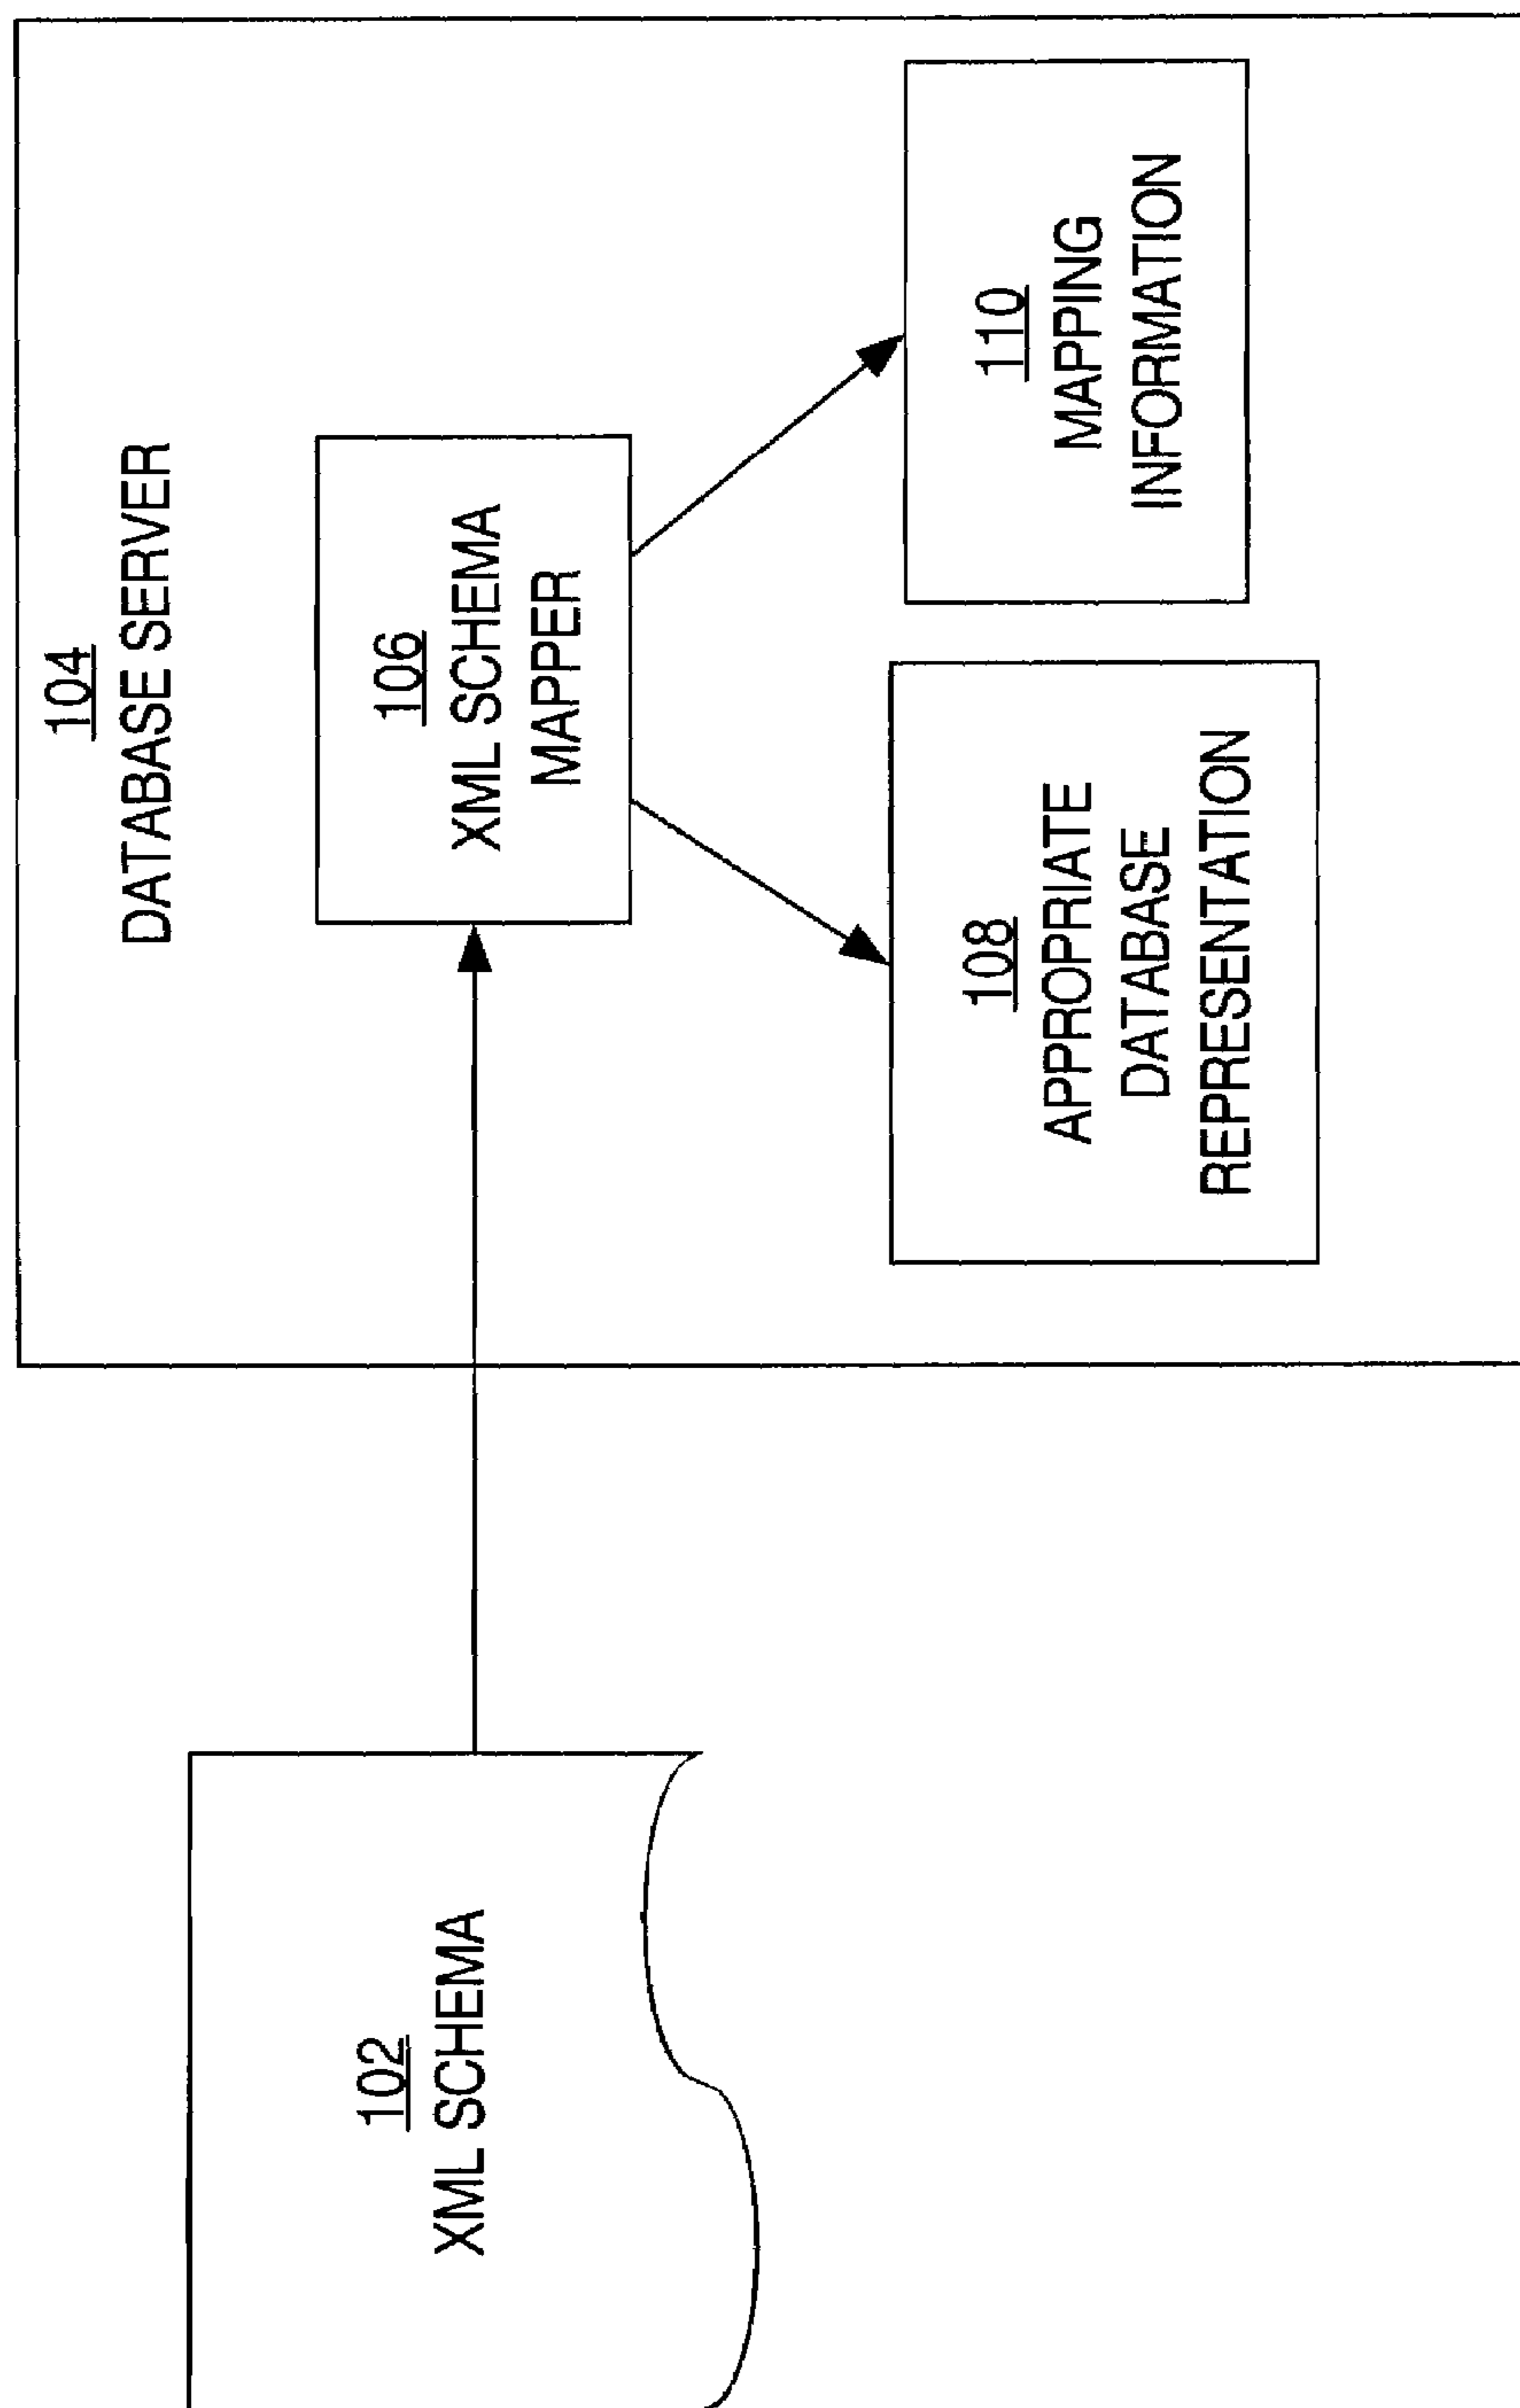 102
XML SCHEMA
104
DATABASE SERVER
106
XML SCHEMA
MAPPER
108
APPROPRIATE
DATABASE
REPRESENTATION
110
MAPPING
INFORMATION